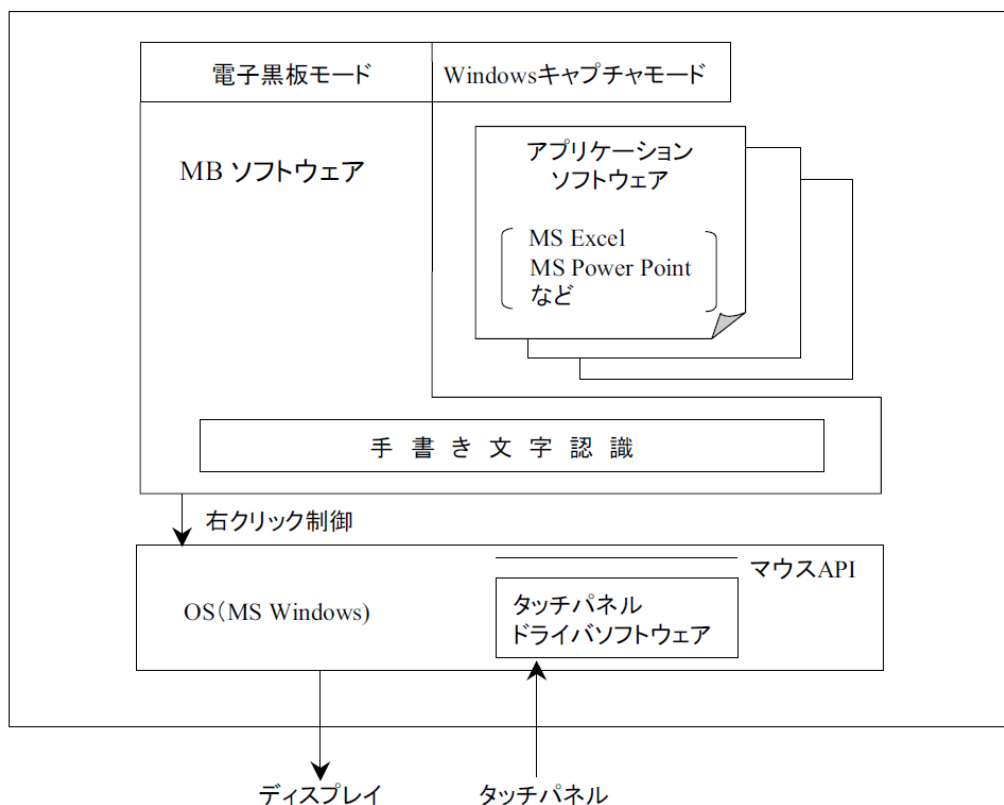 電子黒板モード
Windowsキャプチャモード
MB ソフトウェア
アプリケーション
ソフトウェア
MS Excel
MS Power Point
など
手書き文字認識
右クリック制御
マウスAPI
OS(MS Windows)
タッチパネル
ドライバソフトウェア
ディスプレイ
タッチパネル